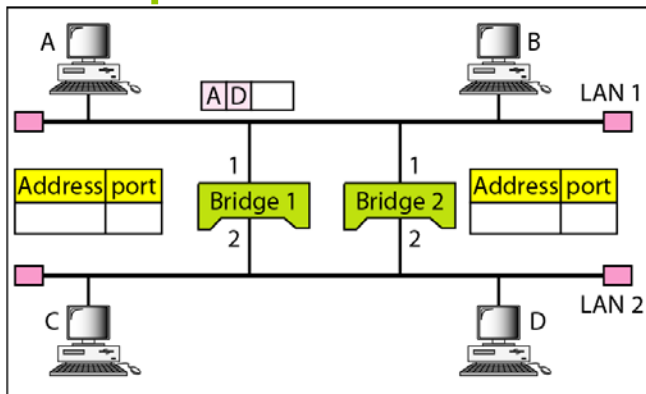 A
B
A D
LAN 1
1
1
Address port
Bridge 1
Bridge 2
Address port
2
2
C
D
LAN 2